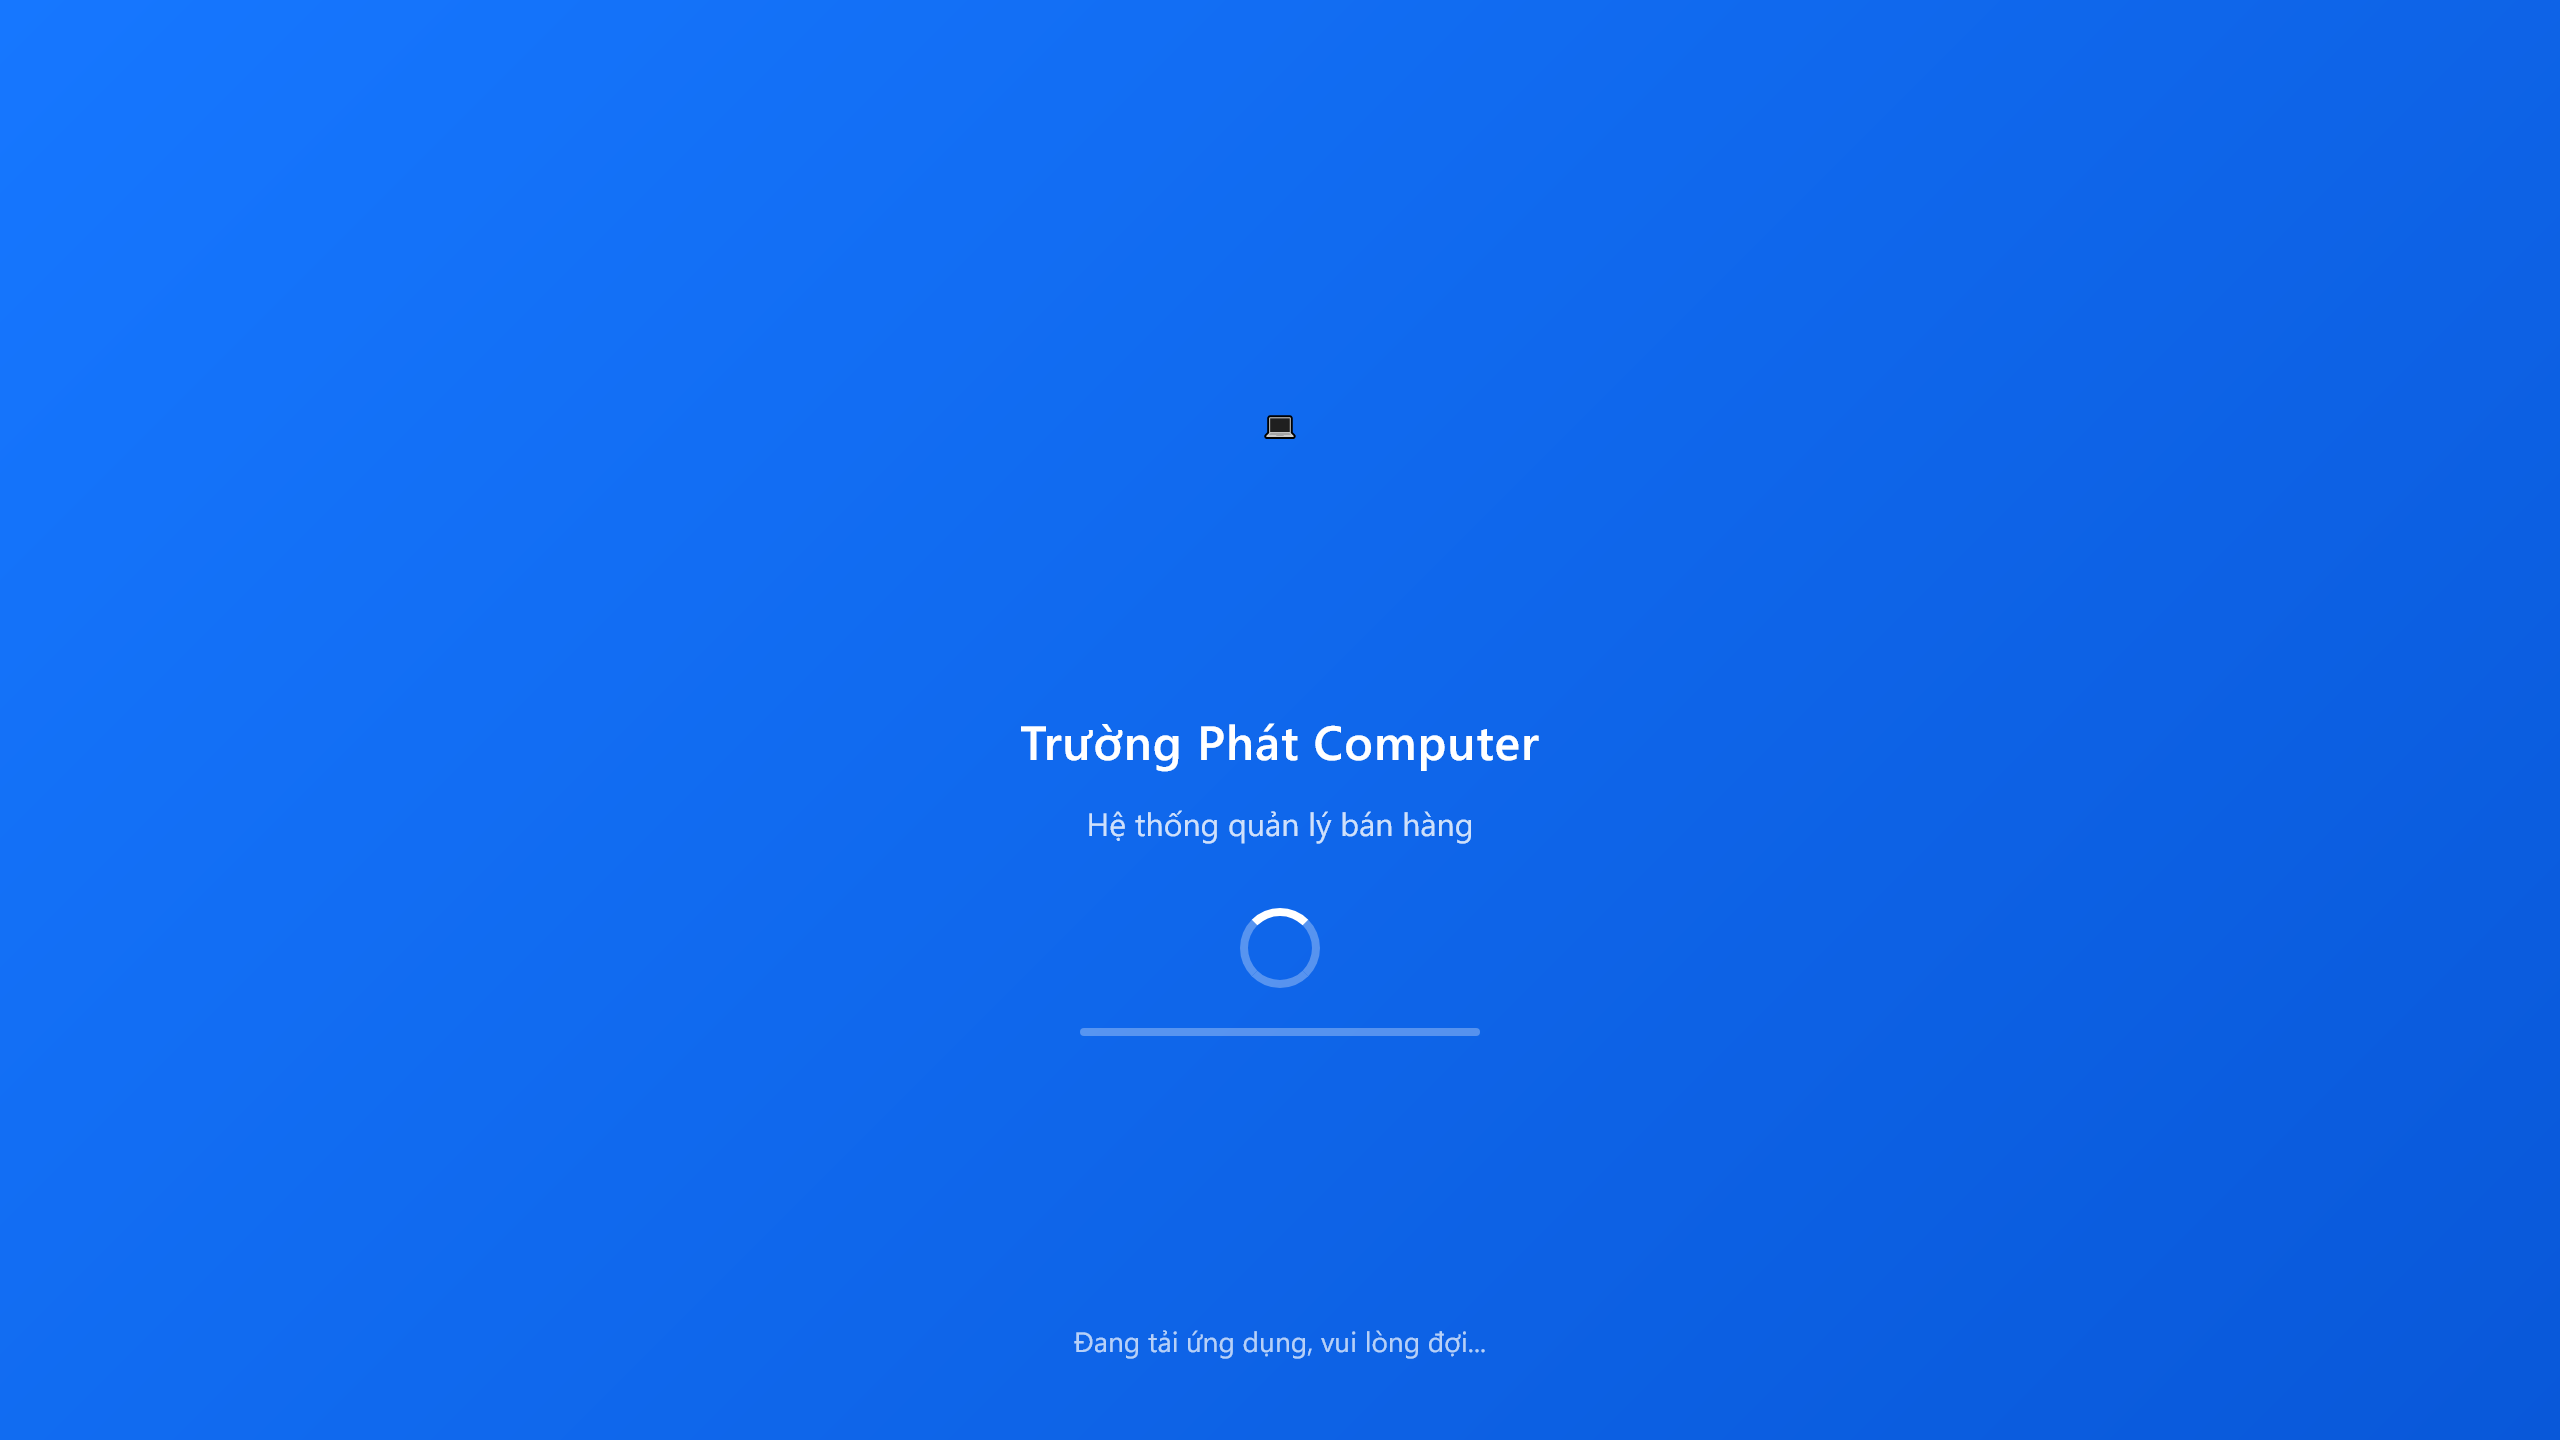 Trường Phát Computer
Hệ thống quản lý bán hàng
Đang tải ứng dụng, vui lòng đợi...